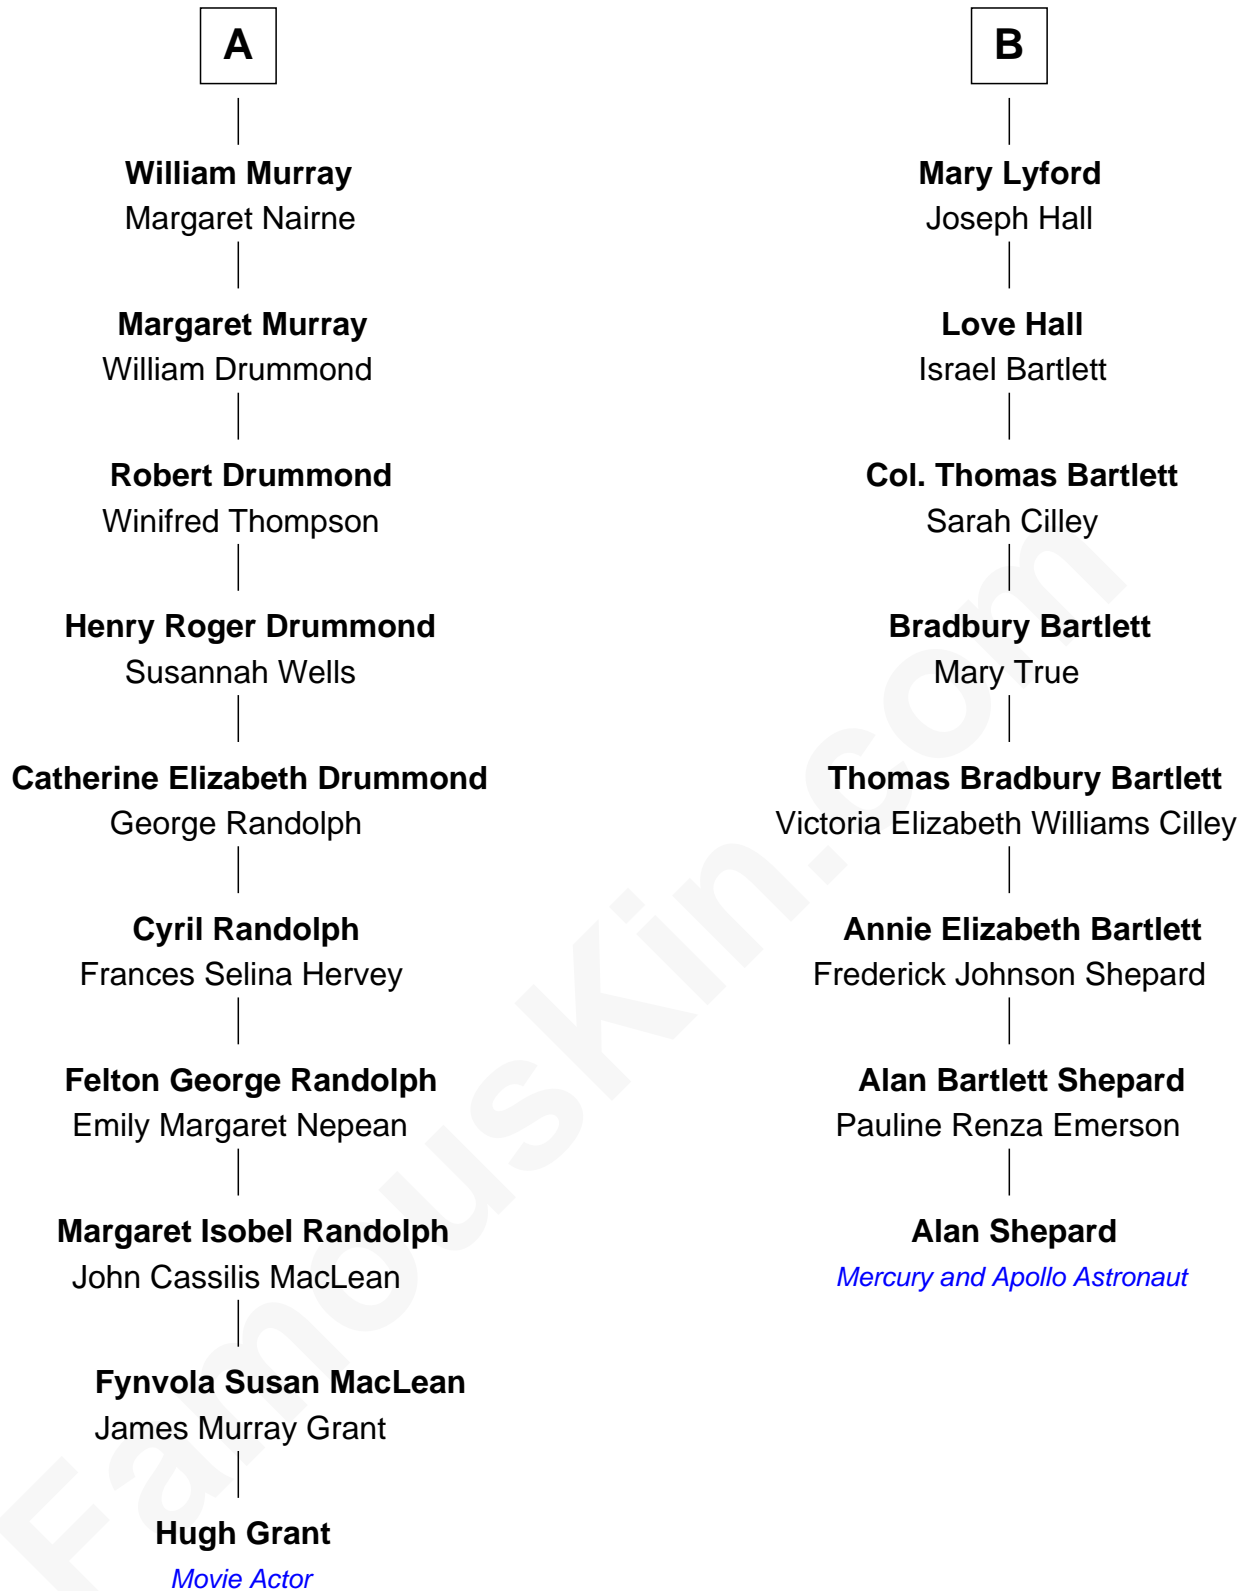 A
William Murray
Margaret Nairne
Margaret Murray
William Drummond
Robert Drummond
Winifred Thompson
Henry Roger Drummond
Susannah Wells
Catherine Elizabeth Drummond
George Randolph
Cyril Randolph
Frances Selina Hervey
Felton George Randolph
Emily Margaret Nepean
Margaret Isobel Randolph
John Cassilis MacLean
Fynvola Susan MacLean
James Murray Grant
Hugh Grant
Movie Actor
B
Mary Lyford
Joseph Hall
Love Hall
Israel Bartlett
Col. Thomas Bartlett
Sarah Cilley
Bradbury Bartlett
Mary True
Thomas Bradbury Bartlett
Victoria Elizabeth Williams Cilley
Annie Elizabeth Bartlett
Frederick Johnson Shepard
Alan Bartlett Shepard
Pauline Renza Emerson
Alan Shepard
Mercury and Apollo Astronaut
FamousKin.com